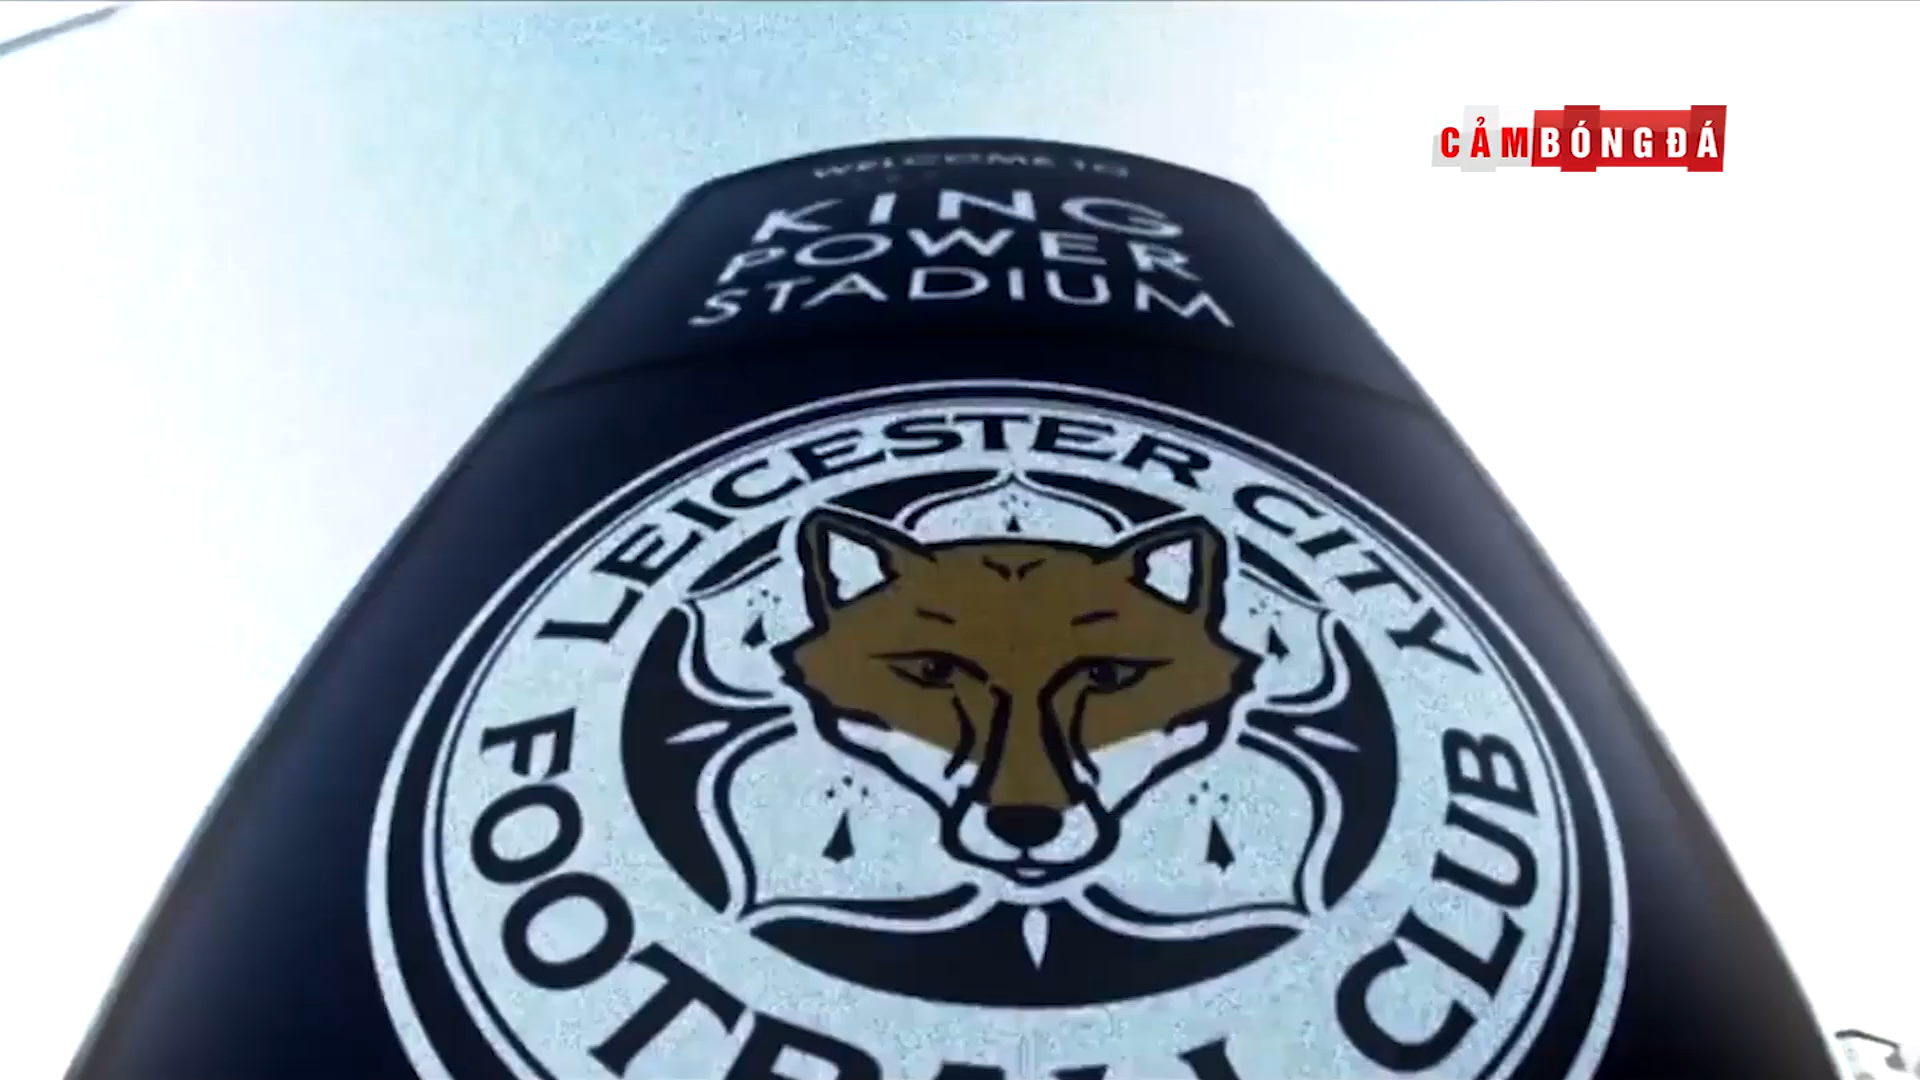 CẢMBÓNGĐÁ
WELCOME TO
KING
POWER
STADIUM
LEICESTER CITY
FOOTBALL CLUB